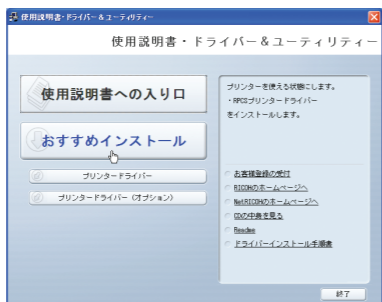 使用説明書・ドライバー＆ユーティリティー
使用説明書・ドライバー＆ユーティリティー
使用説明書への入り口
おすすめインストール
プリンタードライバー
プリンタードライバー（オプション）
プリンターを使える状態にします。
・RPCSプリンタードライバー
をインストールします。
お客様登録の受付
RICOHのホームページへ
NetRICOHのホームページへ
CDの中身を見る
Readme
ドライバーインストール手順書
終了